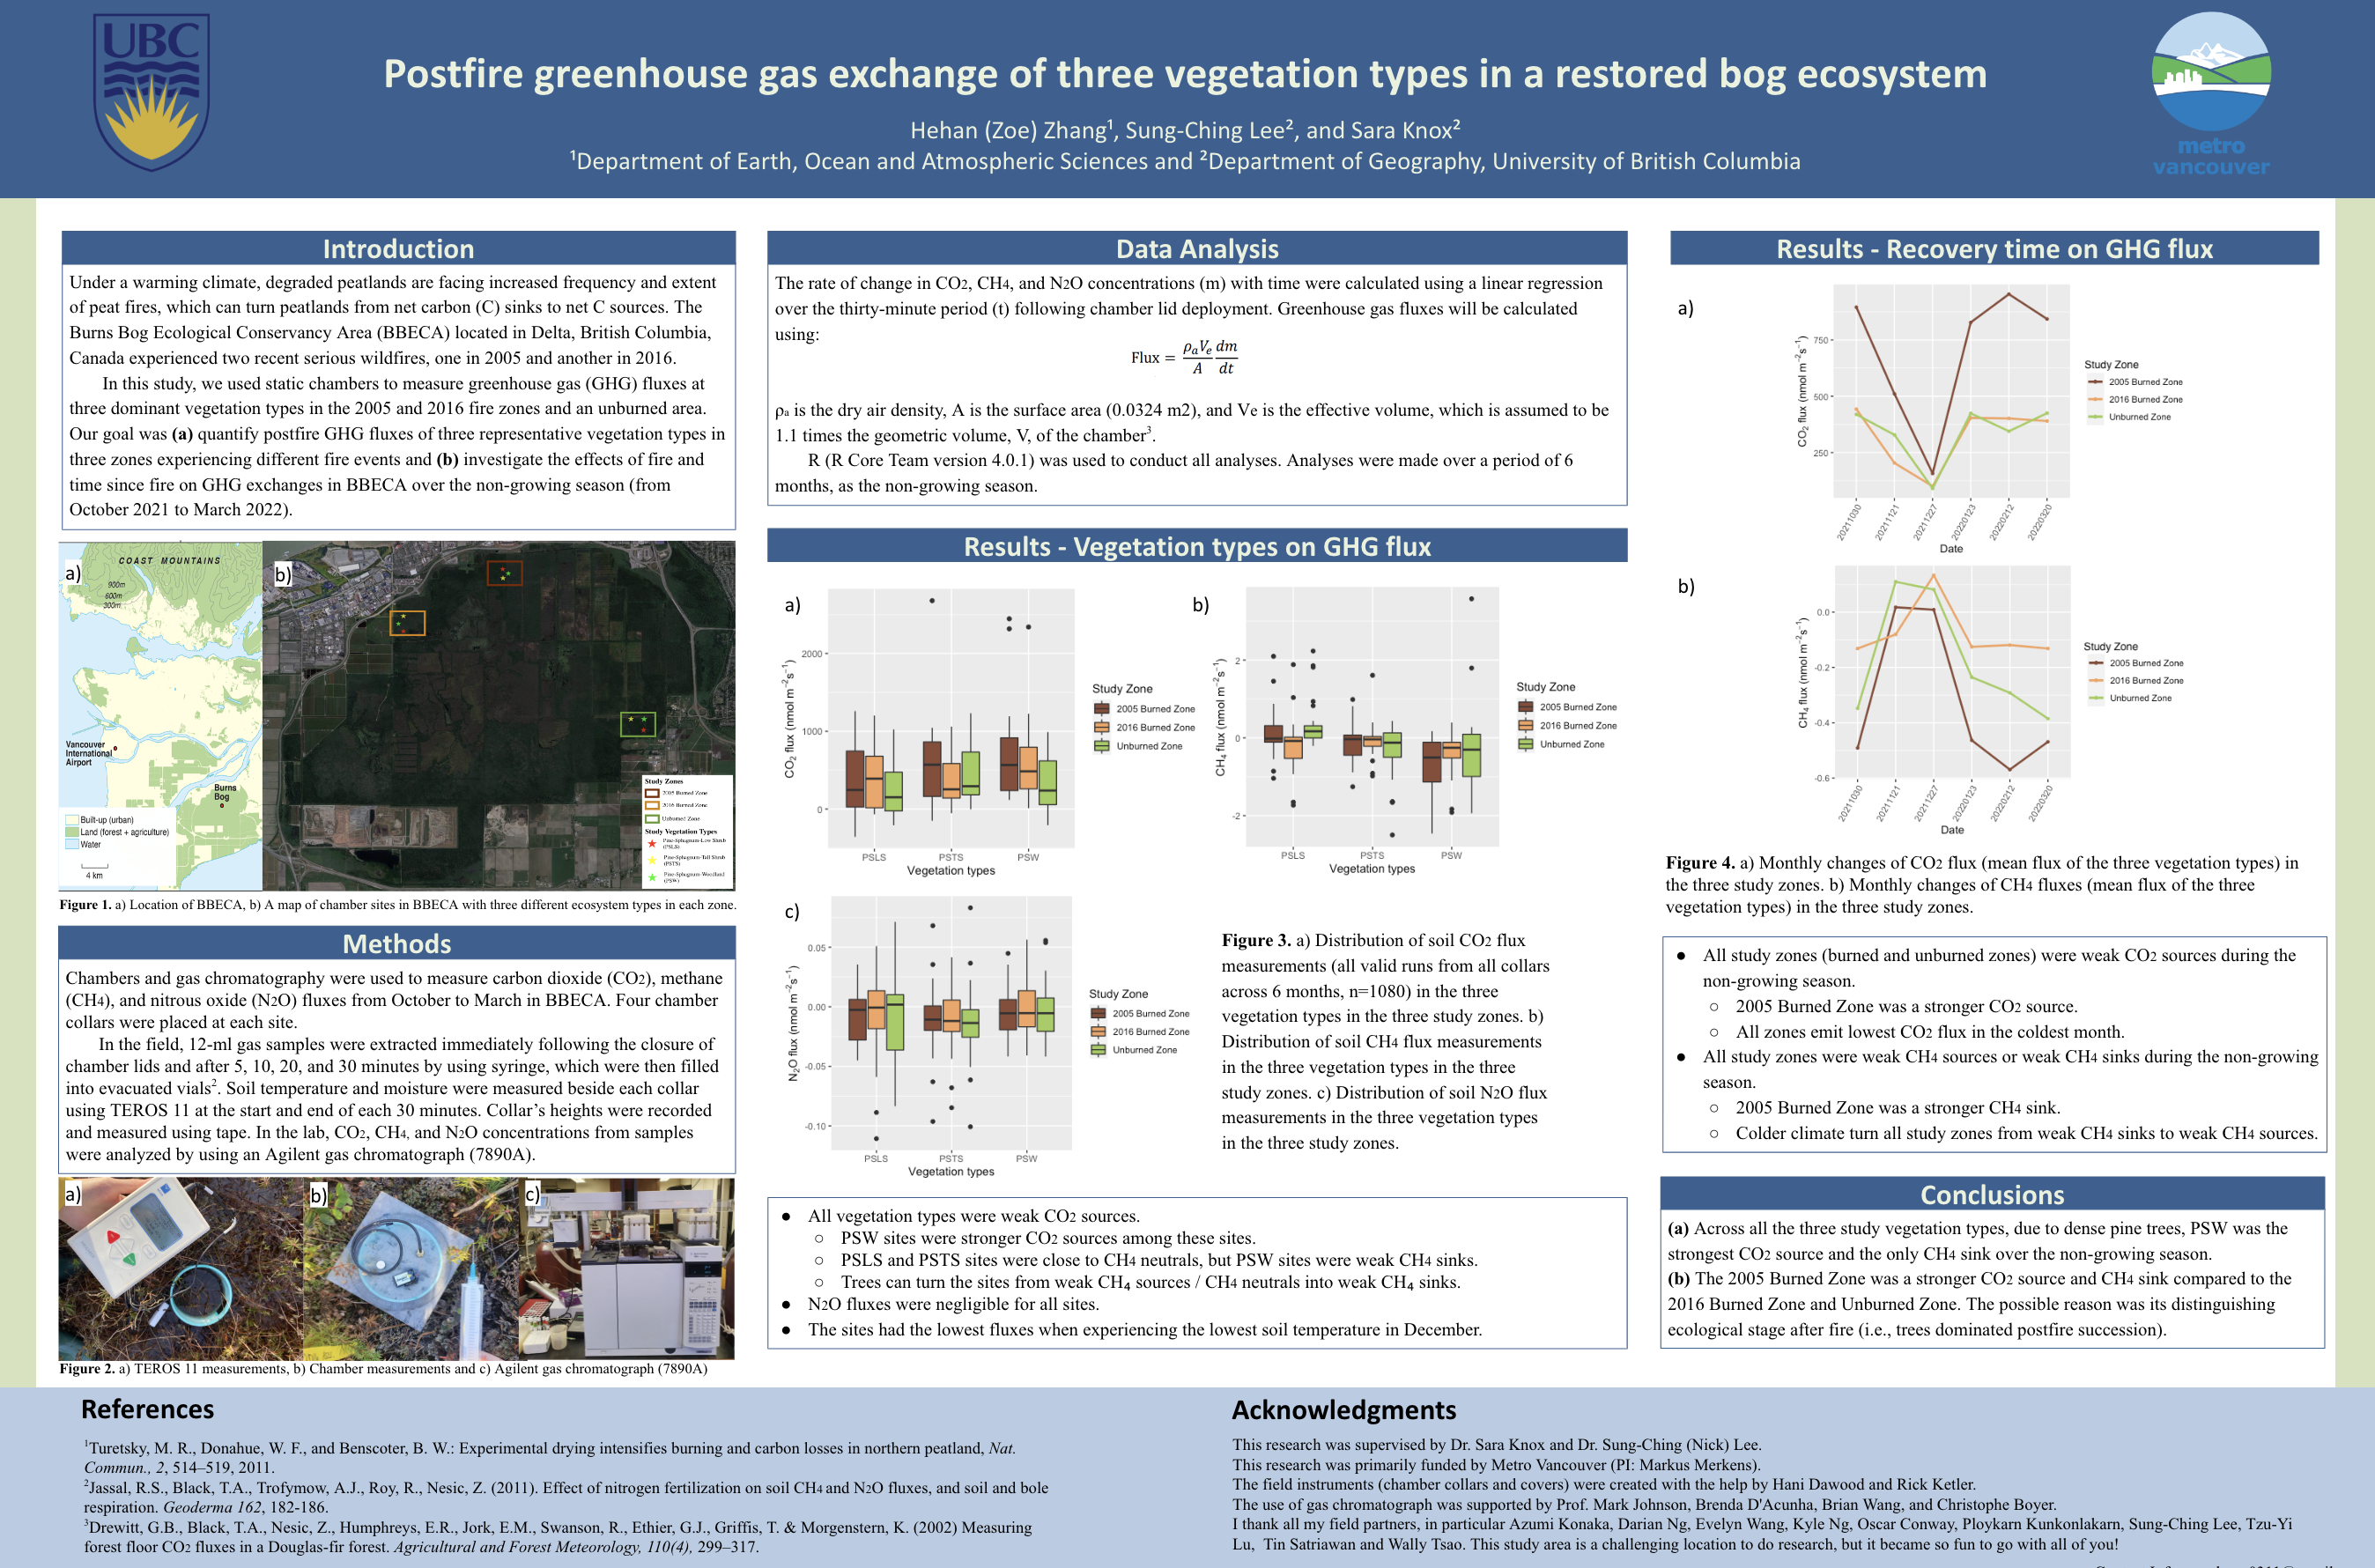 UBC
Postfire greenhouse gas exchange of three vegetation types in a restored bog ecosystem
Hehan (Zoe) Zhang¹, Sung-Ching Lee², and Sara Knox²
¹Department of Earth, Ocean and Atmospheric Sciences and ²Department of Geography, University of British Columbia
metro
vancouver
Introduction
Under a warming climate, degraded peatlands are facing increased frequency and extent
of peat fires, which can turn peatlands from net carbon (C) sinks to net C sources. The
Burns Bog Ecological Conservancy Area (BBECA) located in Delta, British Columbia,
Canada experienced two recent serious wildfires, one in 2005 and another in 2016.
In this study, we used static chambers to measure greenhouse gas (GHG) fluxes at
three dominant vegetation types in the 2005 and 2016 fire zones and an unburned area.
Our goal was (a) quantify postfire GHG fluxes of three representative vegetation types in
three zones experiencing different fire events and (b) investigate the effects of fire and
time since fire on GHG exchanges in BBECA over the non-growing season (from
October 2021 to March 2022).
a)
COAST MOUNTAINS
900m
600m
300m
Vancouver
International
Airport
Burns
Bog
Built-up (urban)
Land (forest + agriculture)
Water
4 km
b)
Study Zones
2005 Burned Zone
2016 Burned Zone
Unburned Zone
Study Vegetation Types
Pine-Sphagnum-Low Shrub
(PSLS)
Pine-Sphagnum-Tall Shrub
(PSTS)
Pine-Sphagnum-Woodland
(PSW)
Figure 1. a) Location of BBECA, b) A map of chamber sites in BBECA with three different ecosystem types in each zone.
Methods
Chambers and gas chromatography were used to measure carbon dioxide (CO2), methane
(CH4), and nitrous oxide (N2O) fluxes from October to March in BBECA. Four chamber
collars were placed at each site.
In the field, 12-ml gas samples were extracted immediately following the closure of
chamber lids and after 5, 10, 20, and 30 minutes by using syringe, which were then filled
into evacuated vials². Soil temperature and moisture were measured beside each collar
using TEROS 11 at the start and end of each 30 minutes. Collar’s heights were recorded
and measured using tape. In the lab, CO2, CH4, and N2O concentrations from samples
were analyzed by using an Agilent gas chromatograph (7890A).
a)
b)
c)
Figure 2. a) TEROS 11 measurements, b) Chamber measurements and c) Agilent gas chromatograph (7890A)
Data Analysis
The rate of change in CO2, CH4, and N2O concentrations (m) with time were calculated using a linear regression
over the thirty-minute period (t) following chamber lid deployment. Greenhouse gas fluxes will be calculated
using:
Flux = ρaVe/A dm/dt
ρa is the dry air density, A is the surface area (0.0324 m2), and Ve is the effective volume, which is assumed to be
1.1 times the geometric volume, V, of the chamber³.
R (R Core Team version 4.0.1) was used to conduct all analyses. Analyses were made over a period of 6
months, as the non-growing season.
Results - Vegetation types on GHG flux
a)
CO₂ flux (nmol m⁻²s⁻¹)
2000
1000
0
PSLS PSTS PSW
Vegetation types
Study Zone
2005 Burned Zone
2016 Burned Zone
Unburned Zone
b)
CH₄ flux (nmol m⁻²s⁻¹)
2
0
-2
PSLS PSTS PSW
Vegetation types
Study Zone
2005 Burned Zone
2016 Burned Zone
Unburned Zone
c)
N₂O flux (nmol m⁻²s⁻¹)
0.05
0.00
-0.05
-0.10
PSLS PSTS PSW
Vegetation types
Study Zone
2005 Burned Zone
2016 Burned Zone
Unburned Zone
Figure 3. a) Distribution of soil CO2 flux
measurements (all valid runs from all collars
across 6 months, n=1080) in the three
vegetation types in the three study zones. b)
Distribution of soil CH4 flux measurements
in the three vegetation types in the three
study zones. c) Distribution of soil N2O flux
measurements in the three vegetation types
in the three study zones.
● All vegetation types were weak CO2 sources.
○ PSW sites were stronger CO2 sources among these sites.
○ PSLS and PSTS sites were close to CH4 neutrals, but PSW sites were weak CH4 sinks.
○ Trees can turn the sites from weak CH₄ sources / CH4 neutrals into weak CH₄ sinks.
● N2O fluxes were negligible for all sites.
● The sites had the lowest fluxes when experiencing the lowest soil temperature in December.
Results - Recovery time on GHG flux
a)
CO₂ flux (nmol m⁻²s⁻¹)
750
500
250
20211030 20211121 20211227 20220123 20220212 20220320
Date
Study Zone
2005 Burned Zone
2016 Burned Zone
Unburned Zone
b)
CH₄ flux (nmol m⁻²s⁻¹)
0.0
-0.2
-0.4
-0.6
20211030 20211121 20211227 20220123 20220212 20220320
Date
Study Zone
2005 Burned Zone
2016 Burned Zone
Unburned Zone
Figure 4. a) Monthly changes of CO2 flux (mean flux of the three vegetation types) in
the three study zones. b) Monthly changes of CH4 fluxes (mean flux of the three
vegetation types) in the three study zones.
● All study zones (burned and unburned zones) were weak CO2 sources during the
non-growing season.
○ 2005 Burned Zone was a stronger CO2 source.
○ All zones emit lowest CO2 flux in the coldest month.
● All study zones were weak CH4 sources or weak CH4 sinks during the non-growing
season.
○ 2005 Burned Zone was a stronger CH4 sink.
○ Colder climate turn all study zones from weak CH4 sinks to weak CH4 sources.
Conclusions
(a) Across all the three study vegetation types, due to dense pine trees, PSW was the
strongest CO2 source and the only CH4 sink over the non-growing season.
(b) The 2005 Burned Zone was a stronger CO2 source and CH4 sink compared to the
2016 Burned Zone and Unburned Zone. The possible reason was its distinguishing
ecological stage after fire (i.e., trees dominated postfire succession).
References
¹Turetsky, M. R., Donahue, W. F., and Benscoter, B. W.: Experimental drying intensifies burning and carbon losses in northern peatland, Nat.
Commun., 2, 514–519, 2011.
²Jassal, R.S., Black, T.A., Trofymow, A.J., Roy, R., Nesic, Z. (2011). Effect of nitrogen fertilization on soil CH4 and N2O fluxes, and soil and bole
respiration. Geoderma 162, 182-186.
³Drewitt, G.B., Black, T.A., Nesic, Z., Humphreys, E.R., Jork, E.M., Swanson, R., Ethier, G.J., Griffis, T. & Morgenstern, K. (2002) Measuring
forest floor CO2 fluxes in a Douglas-fir forest. Agricultural and Forest Meteorology, 110(4), 299–317.
Acknowledgments
This research was supervised by Dr. Sara Knox and Dr. Sung-Ching (Nick) Lee.
This research was primarily funded by Metro Vancouver (PI: Markus Merkens).
The field instruments (chamber collars and covers) were created with the help by Hani Dawood and Rick Ketler.
The use of gas chromatograph was supported by Prof. Mark Johnson, Brenda D'Acunha, Brian Wang, and Christophe Boyer.
I thank all my field partners, in particular Azumi Konaka, Darian Ng, Evelyn Wang, Kyle Ng, Oscar Conway, Ploykarn Kunkonlakarn, Sung-Ching Lee, Tzu-Yi
Lu, Tin Satriawan and Wally Tsao. This study area is a challenging location to do research, but it became so fun to go with all of you!